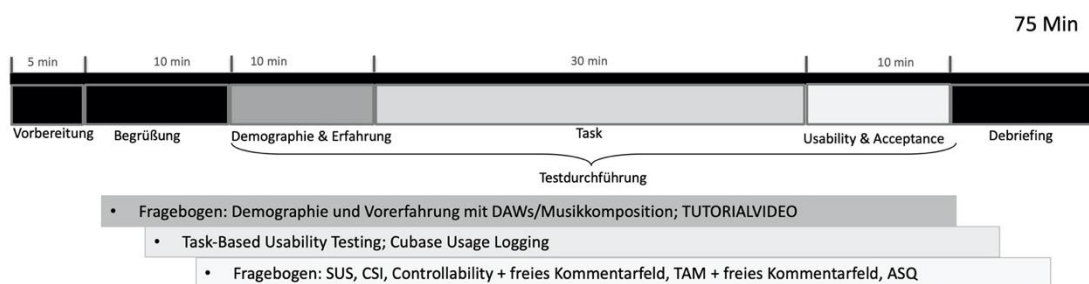 75 Min
5 min 10 min 10 min 30 min 10 min
Vorbereitung Begrüßung Demographie & Erfahrung Task Usability & Acceptance Debriefing
Testdurchführung
• Fragebogen: Demographie und Vorerfahrung mit DAWs/Musikkomposition; TUTORIALVIDEO
• Task-Based Usability Testing; Cubase Usage Logging
• Fragebogen: SUS, CSI, Controllability + freies Kommentarfeld, TAM + freies Kommentarfeld, ASQ